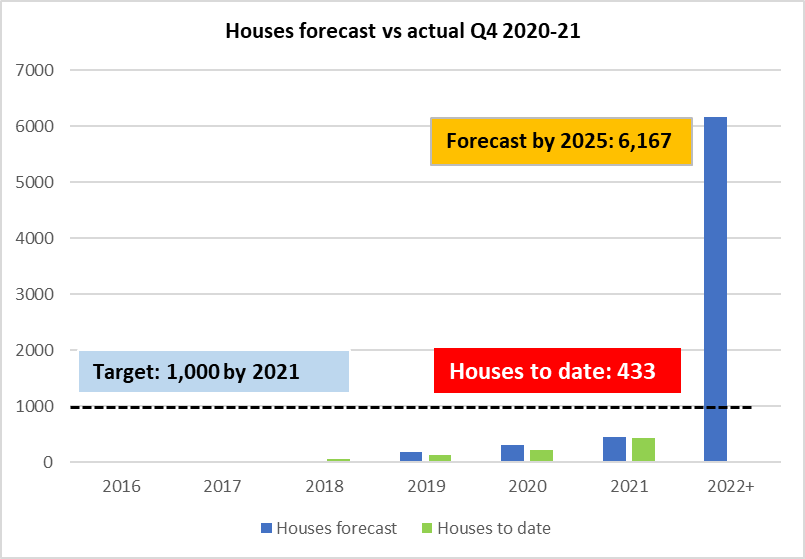 Houses forecast vs actual Q4 2020-21
7000
6000
Forecast by 2025: 6,167
5000
4000
3000
2000
Target: 1,000 by 2021
Houses to date: 433
1000
0
2016 2017 2018 2019 2020 2021 2022+
Houses forecast Houses to date